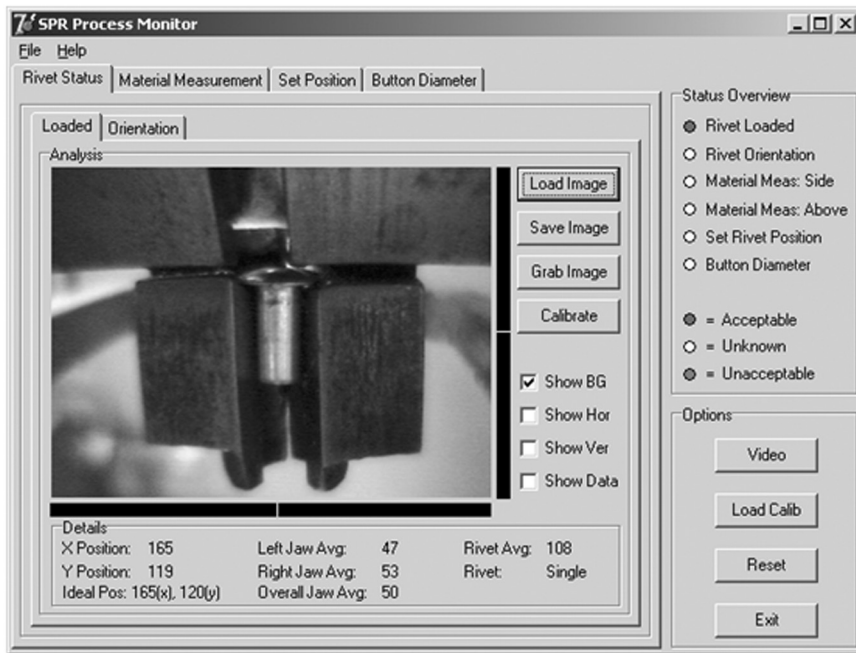 SPR Process Monitor
File Help
Rivet Status Material Measurement Set Position Button Diameter
Loaded Orientation
Analysis
Load Image
Save Image
Grab Image
Calibrate
Show BG
Show Hor
Show Ver
Show Data
Details
X Position: 165 Left Jaw Avg: 47 Rivet Avg: 108
Y Position: 119 Right Jaw Avg: 53 Rivet: Single
Ideal Pos: 165(x), 120(y) Overall Jaw Avg: 50
Status Overview
Rivet Loaded
Rivet Orientation
Material Meas: Side
Material Meas: Above
Set Rivet Position
Button Diameter
= Acceptable
= Unknown
= Unacceptable
Options
Video
Load Calib
Reset
Exit